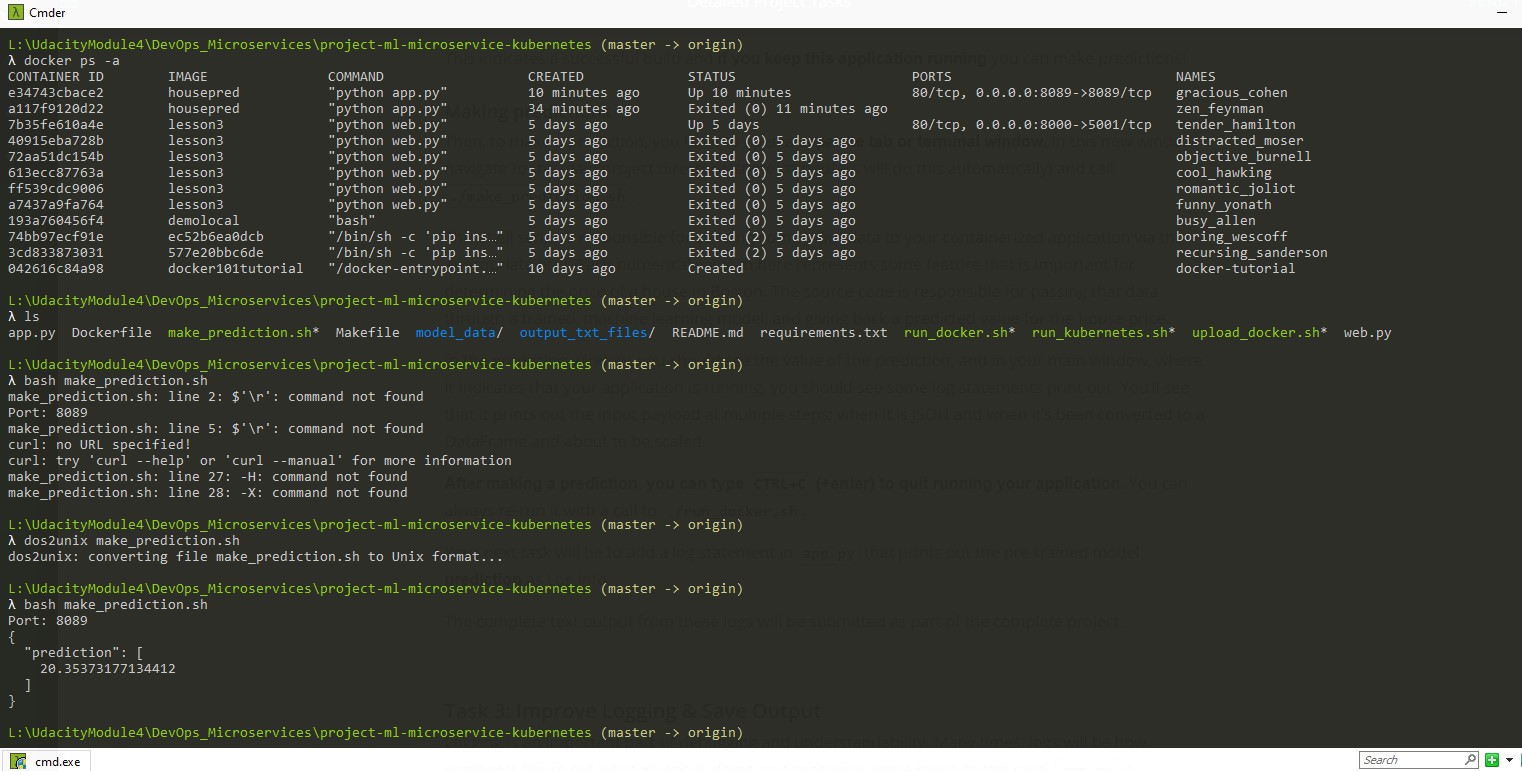 Cmder
L:\UdacityModule4\DevOps_Microservices\project-ml-microservice-kubernetes (master -> origin)
λ docker ps -a
CONTAINER ID IMAGE COMMAND CREATED STATUS PORTS NAMES
e34743cbace2 housepred "python app.py" 10 minutes ago Up 10 minutes 80/tcp, 0.0.0.0:8089->8089/tcp gracious_cohen
a117f9120d22 housepred "python app.py" 34 minutes ago Exited (0) 11 minutes ago zen_feynman
7b35fe610a4e lesson3 "python web.py" 5 days ago Up 5 days 80/tcp, 0.0.0.0:8000->5001/tcp tender_hamilton
40915eba728b lesson3 "python web.py" 5 days ago Exited (0) 5 days ago distracted_moser
72aa51dc154b lesson3 "python web.py" 5 days ago Exited (0) 5 days ago objective_burnell
613ecc87763a lesson3 "python web.py" 5 days ago Exited (0) 5 days ago cool_hawking
ff539cdc9006 lesson3 "python web.py" 5 days ago Exited (0) 5 days ago romantic_joliot
a7437a9fa764 lesson3 "python web.py" 5 days ago Exited (0) 5 days ago funny_yonath
193a760456f4 demolocal "bash" 5 days ago Exited (0) 5 days ago busy_allen
74bb97ecf91e ec52b6ea0dcb "/bin/sh -c 'pip ins…" 5 days ago Exited (2) 5 days ago boring_wescoff
3cd833873031 577e20bbc6de "/bin/sh -c 'pip ins…" 5 days ago Exited (2) 5 days ago recursing_sanderson
042616c84a98 docker101tutorial "/docker-entrypoint.…" 10 days ago Created docker-tutorial
L:\UdacityModule4\DevOps_Microservices\project-ml-microservice-kubernetes (master -> origin)
λ ls
app.py Dockerfile make_prediction.sh* Makefile model_data/ output_txt_files/ README.md requirements.txt run_docker.sh* run_kubernetes.sh* upload_docker.sh* web.py
L:\UdacityModule4\DevOps_Microservices\project-ml-microservice-kubernetes (master -> origin)
λ bash make_prediction.sh
make_prediction.sh: line 2: $'\r': command not found
Port: 8089
make_prediction.sh: line 5: $'\r': command not found
curl: no URL specified!
curl: try 'curl --help' or 'curl --manual' for more information
make_prediction.sh: line 27: -H: command not found
make_prediction.sh: line 28: -X: command not found
L:\UdacityModule4\DevOps_Microservices\project-ml-microservice-kubernetes (master -> origin)
λ dos2unix make_prediction.sh
dos2unix: converting file make_prediction.sh to Unix format...
L:\UdacityModule4\DevOps_Microservices\project-ml-microservice-kubernetes (master -> origin)
λ bash make_prediction.sh
Port: 8089
{
"prediction": [
20.35373177134412
]
}
Task 3: Improve Logging & Save Output
L:\UdacityModule4\DevOps_Microservices\project-ml-microservice-kubernetes (master -> origin)
cmd.exe
Search